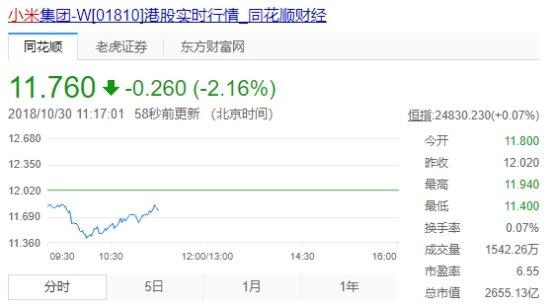 小米集团-W[01810]港股实时行情_同花顺财经
同花顺 老虎证券 东方财富网
11.760 -0.260 (-2.16%)
2018/10/30 11:17:01 58秒前更新 (北京时间)
恒指:24830.230(+0.07%)
12.680
12.350
12.020
11.690
11.360
09:30 10:30 12:00/13:00 14:30 16:00
今开 11.800
昨收 12.020
最高 11.940
最低 11.400
换手率 0.07%
成交量 1542.26万
市盈率 6.55
总市值 2655.13亿
分时 5日 1月 1年